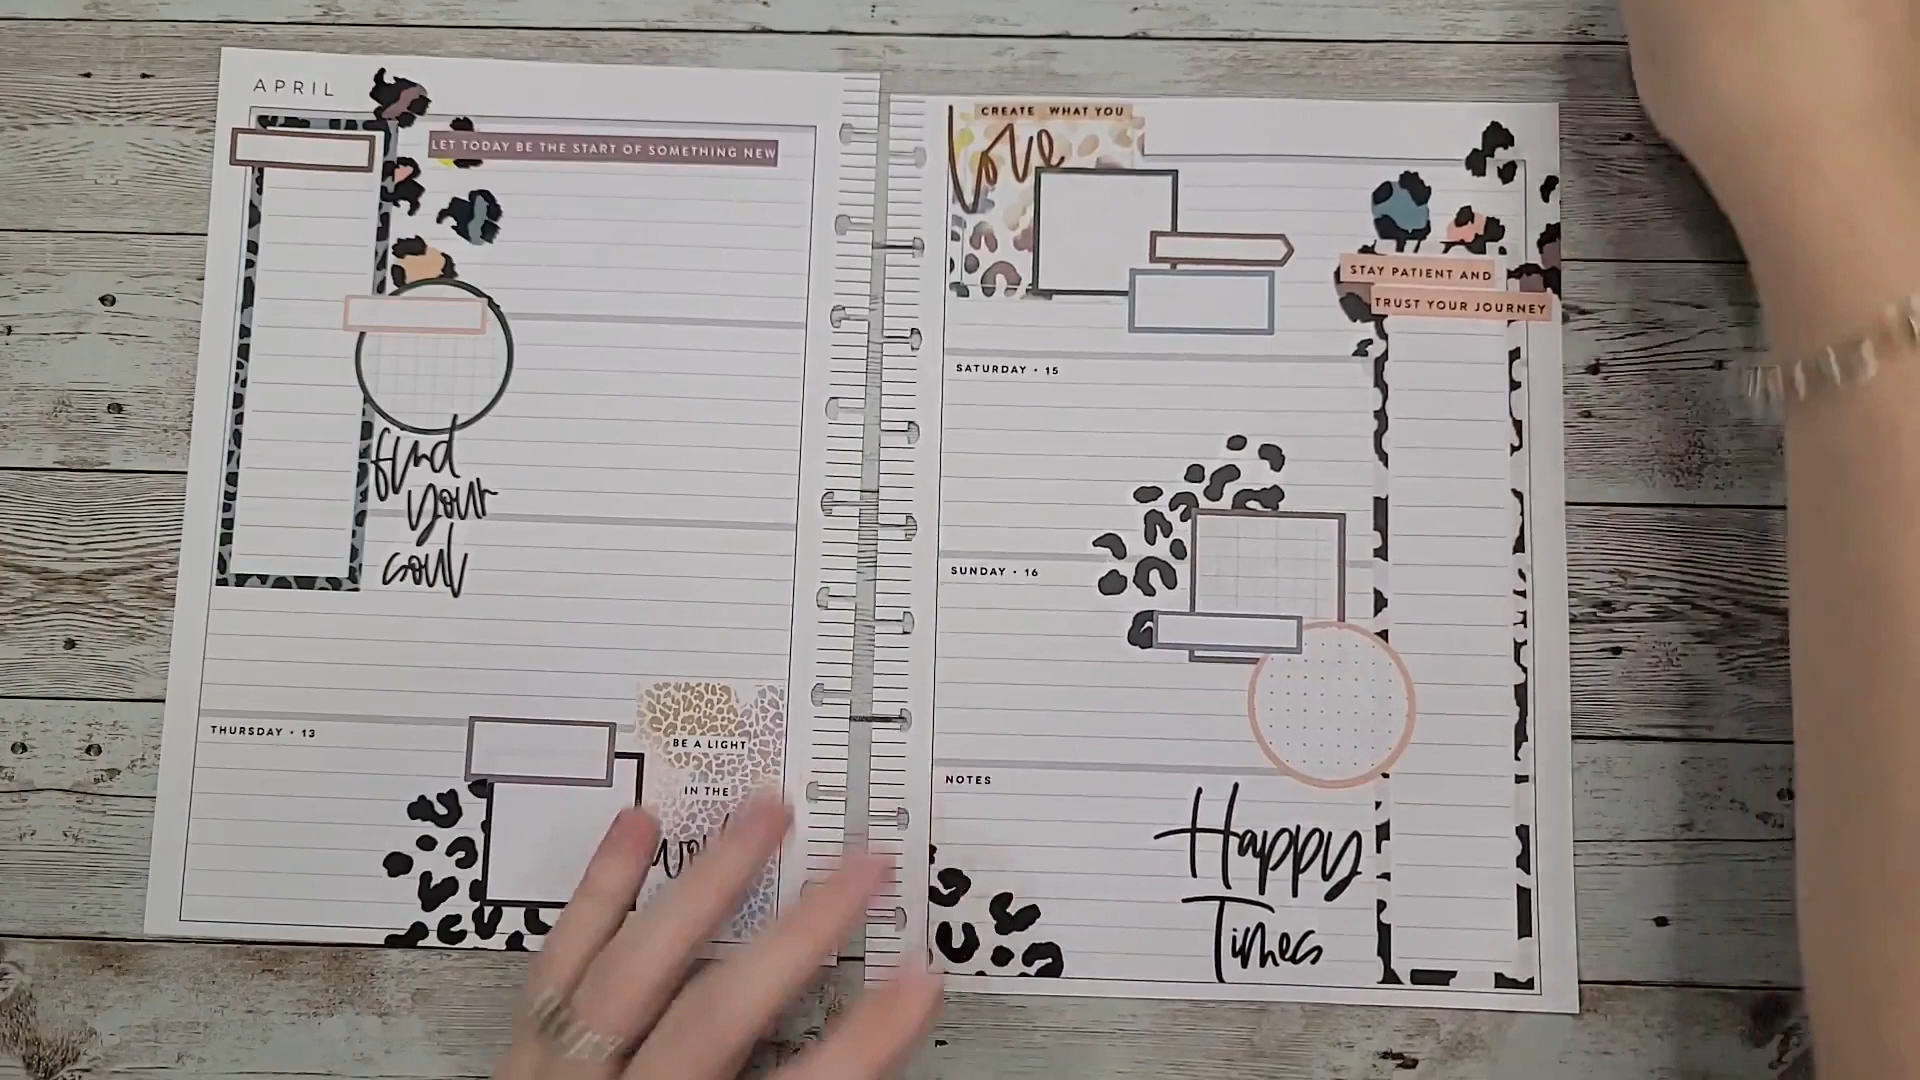 APRIL
LET TODAY BE THE START OF SOMETHING NEW
find
your
soul
THURSDAY • 13
BE A LIGHT
IN THE
CREATE WHAT YOU
love
STAY PATIENT AND
TRUST YOUR JOURNEY
SATURDAY • 15
SUNDAY • 16
NOTES
Happy
Times